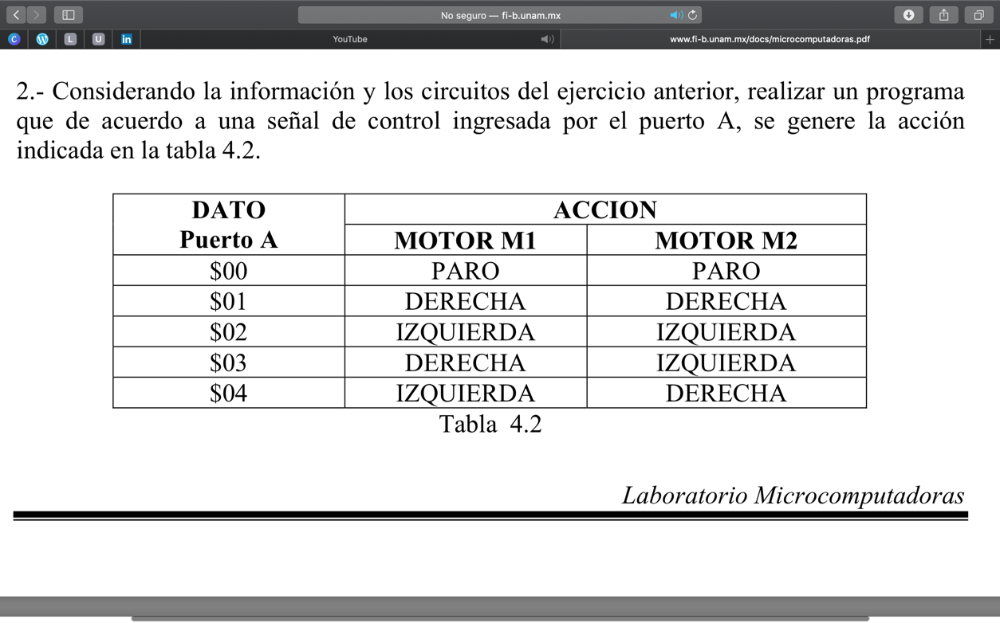 No seguro — fi-b.unam.mx
C W L U in YouTube www.fi-b.unam.mx/docs/microcomputadoras.pdf
2.- Considerando la información y los circuitos del ejercicio anterior, realizar un programa
que de acuerdo a una señal de control ingresada por el puerto A, se genere la acción
indicada en la tabla 4.2.
DATO ACCION
Puerto A MOTOR M1 MOTOR M2
$00 PARO PARO
$01 DERECHA DERECHA
$02 IZQUIERDA IZQUIERDA
$03 DERECHA IZQUIERDA
$04 IZQUIERDA DERECHA
Tabla 4.2
Laboratorio Microcomputadoras